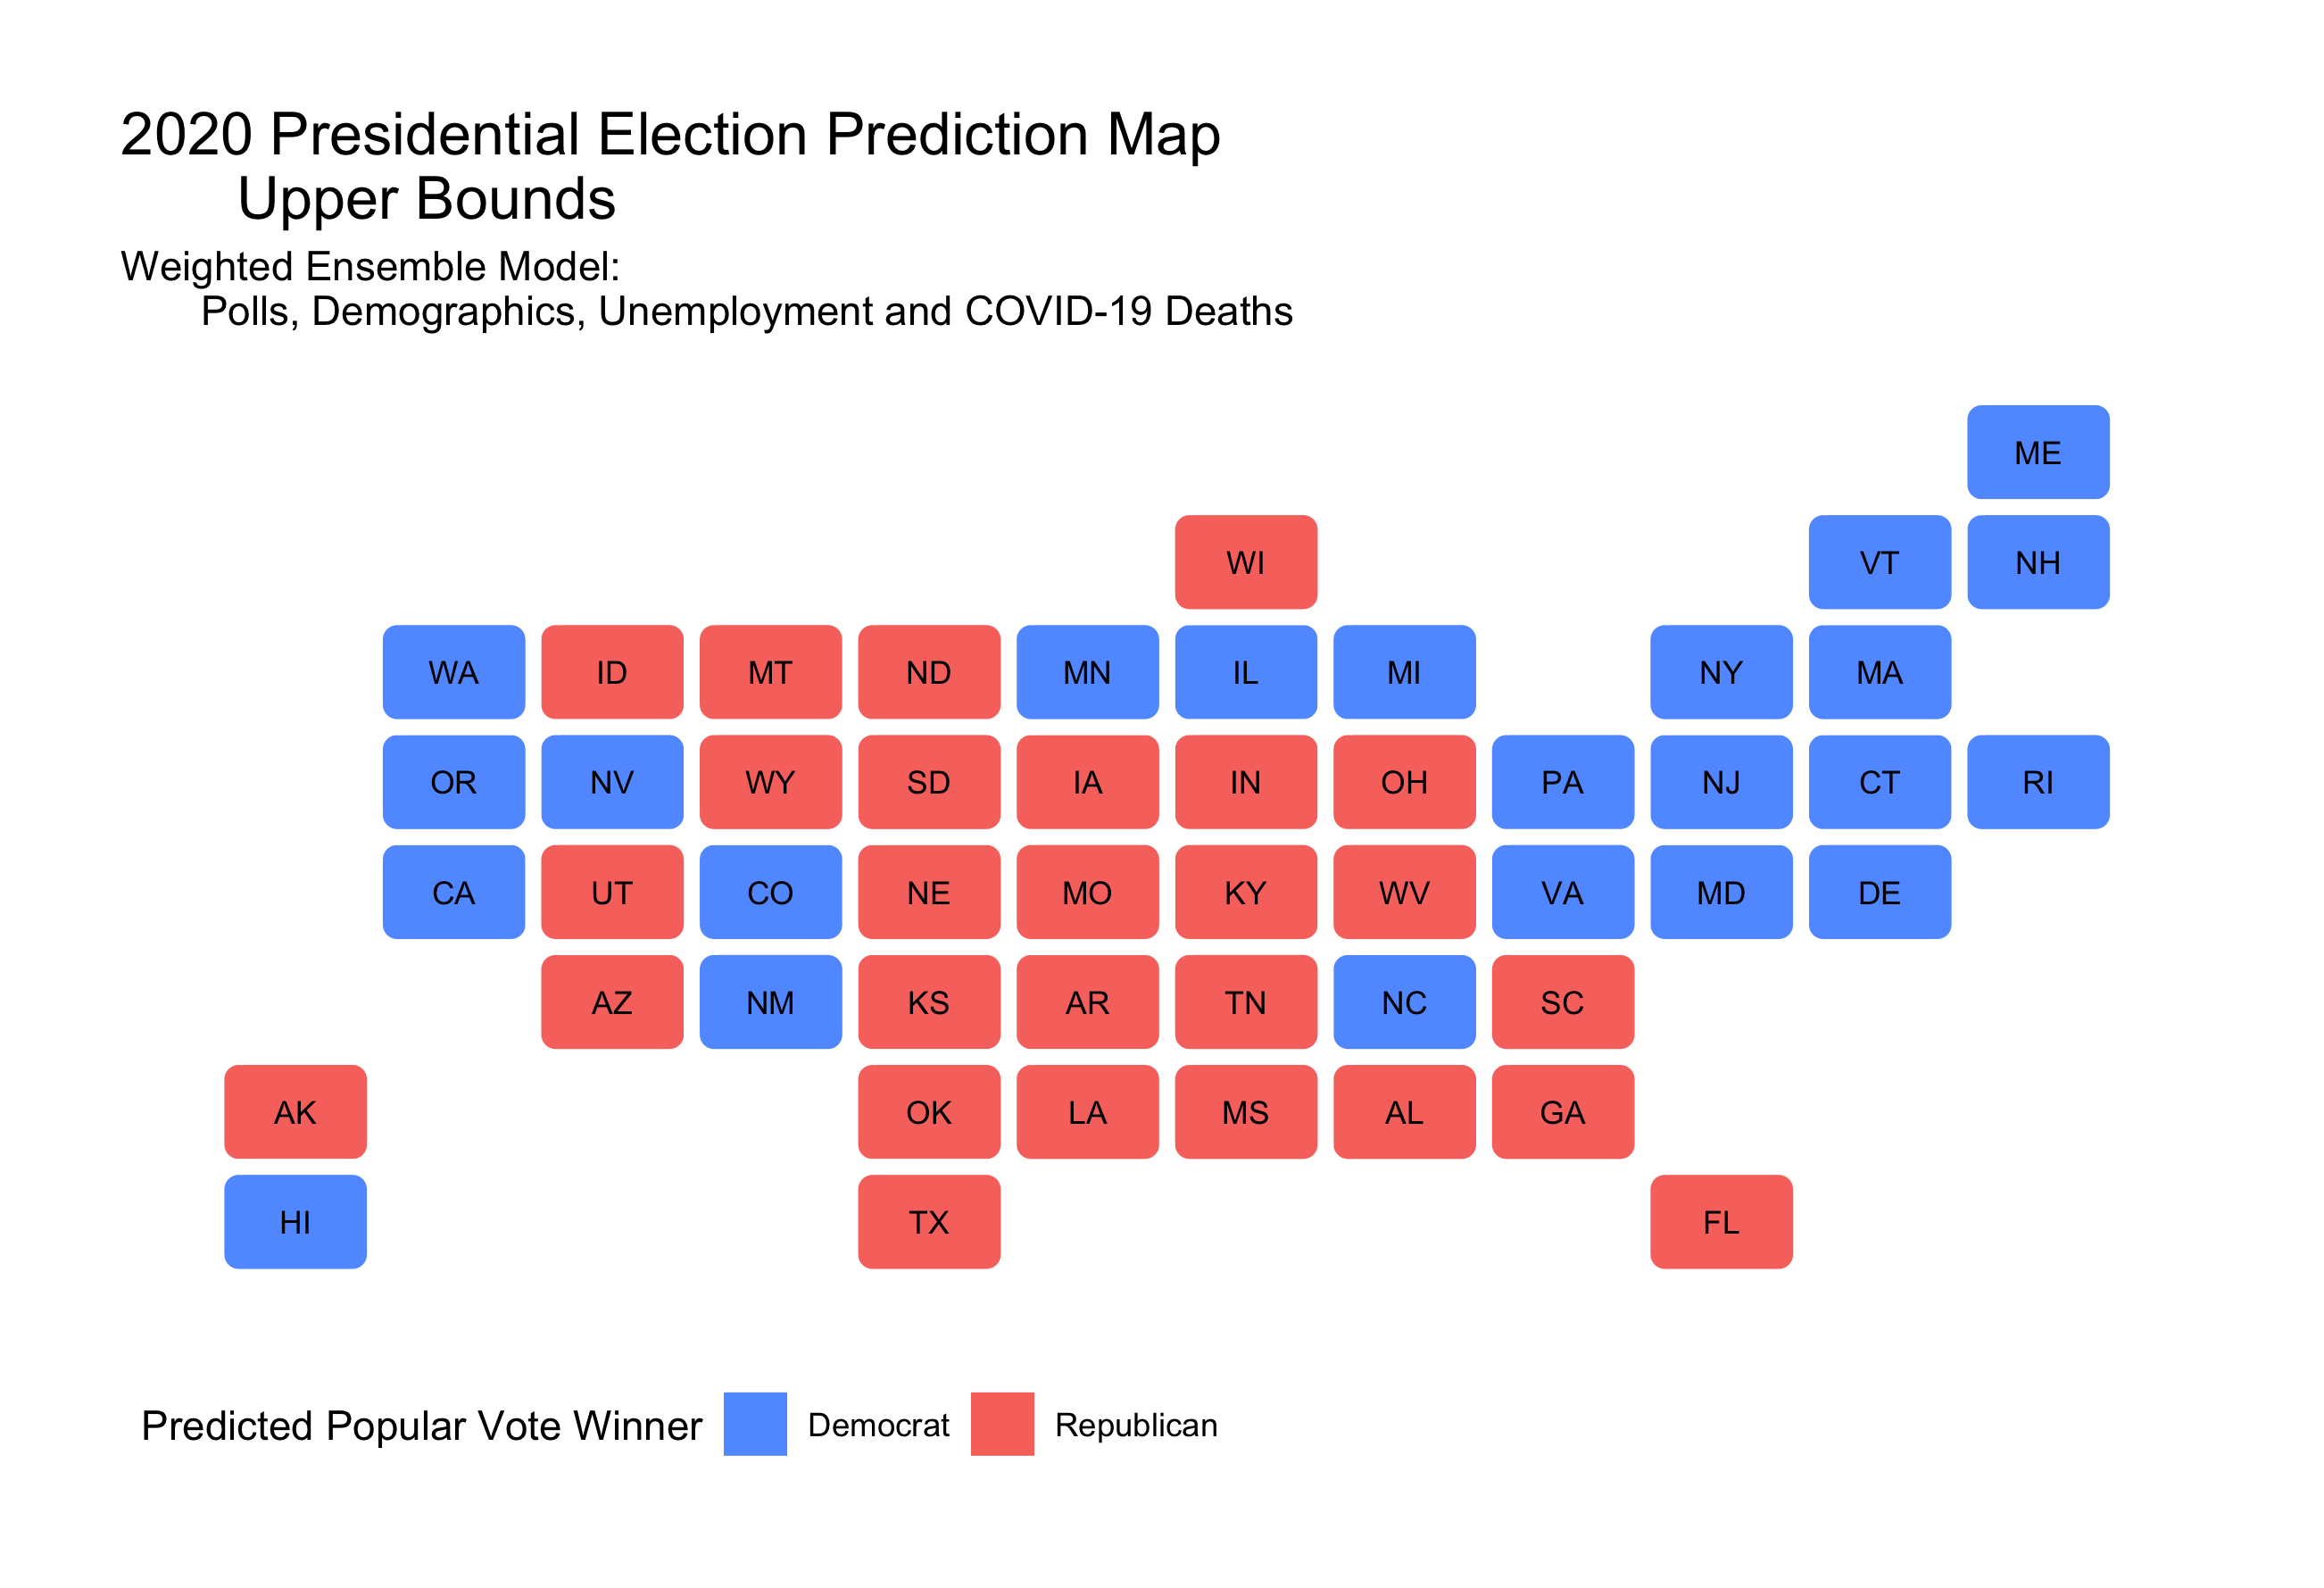 2020 Presidential Election Prediction Map
Upper Bounds
Weighted Ensemble Model:
Polls, Demographics, Unemployment and COVID-19 Deaths
ME
WI VT NH
WA ID MT ND MN IL MI NY MA
OR NV WY SD IA IN OH PA NJ CT RI
CA UT CO NE MO KY WV VA MD DE
AZ NM KS AR TN NC SC
AK OK LA MS AL GA
HI TX FL
Predicted Popular Vote Winner Democrat Republican